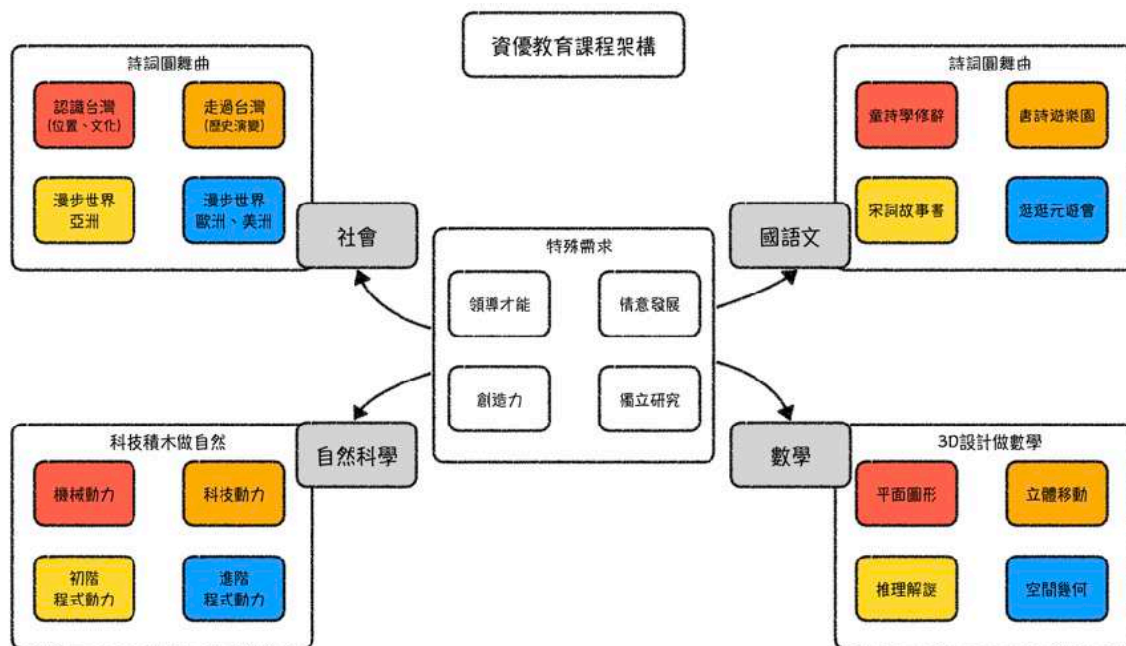 資優教育課程架構
詩詞圓舞曲
認識台灣
(位置、文化)
走過台灣
(歷史演變)
漫步世界
亞洲
漫步世界
歐洲、美洲
社會
詩詞圓舞曲
童詩學修辭
唐詩遊樂園
宋詞故事書
逛逛元遊會
國語文
特殊需求
領導才能
情意發展
創造力
獨立研究
科技積木做自然
機械動力
科技動力
初階
程式動力
進階
程式動力
自然科學
3D設計做數學
平面圖形
立體移動
推理解謎
空間幾何
數學